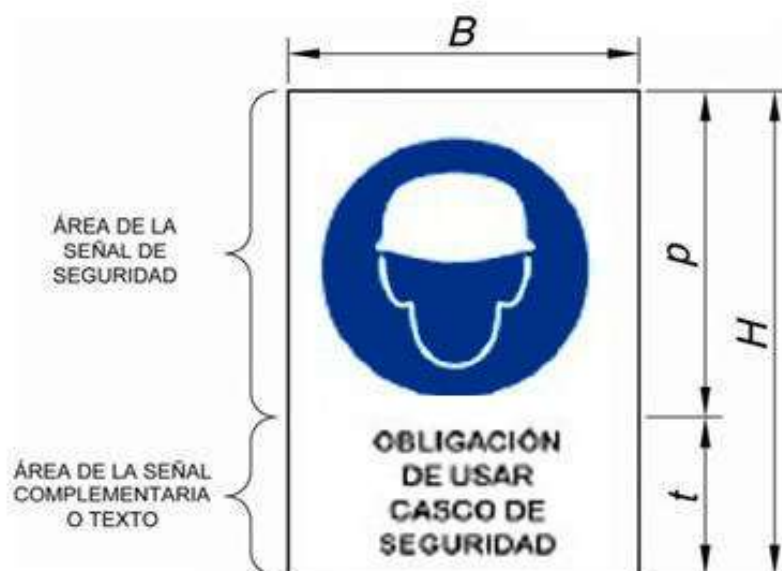 B
ÁREA DE LA
SEÑAL DE
SEGURIDAD
p
H
OBLIGACIÓN
DE USAR
CASCO DE
SEGURIDAD
ÁREA DE LA SEÑAL
COMPLEMENTARIA
O TEXTO
t